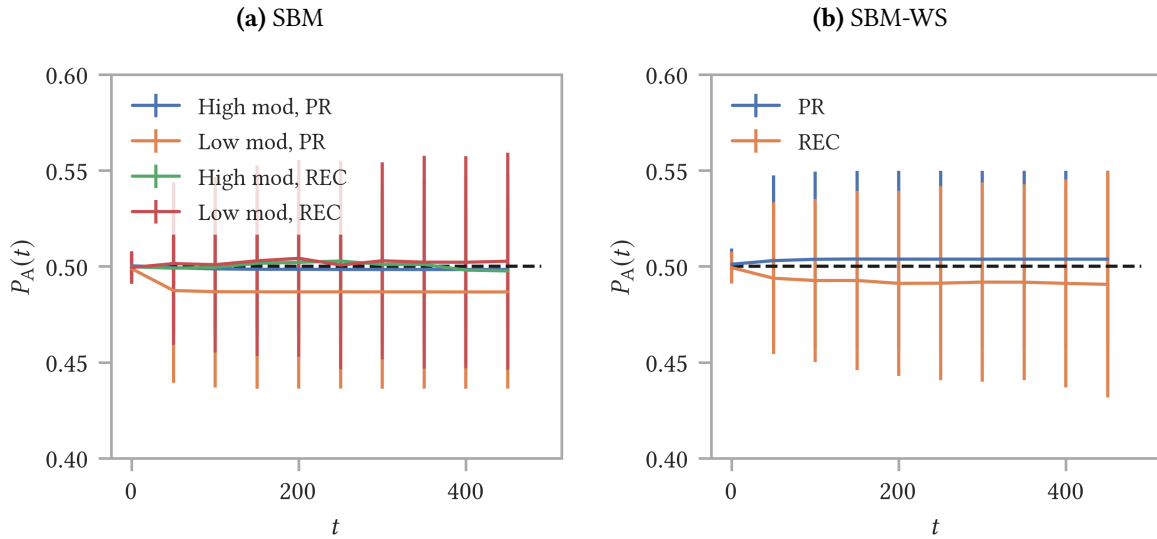 (a) SBM
0.60
0.55
0.50
0.45
0.40
P_A(t)
High mod, PR
Low mod, PR
High mod, REC
Low mod, REC
0
200
400
t
(b) SBM-WS
0.60
0.55
0.50
0.45
0.40
P_A(t)
PR
REC
0
200
400
t